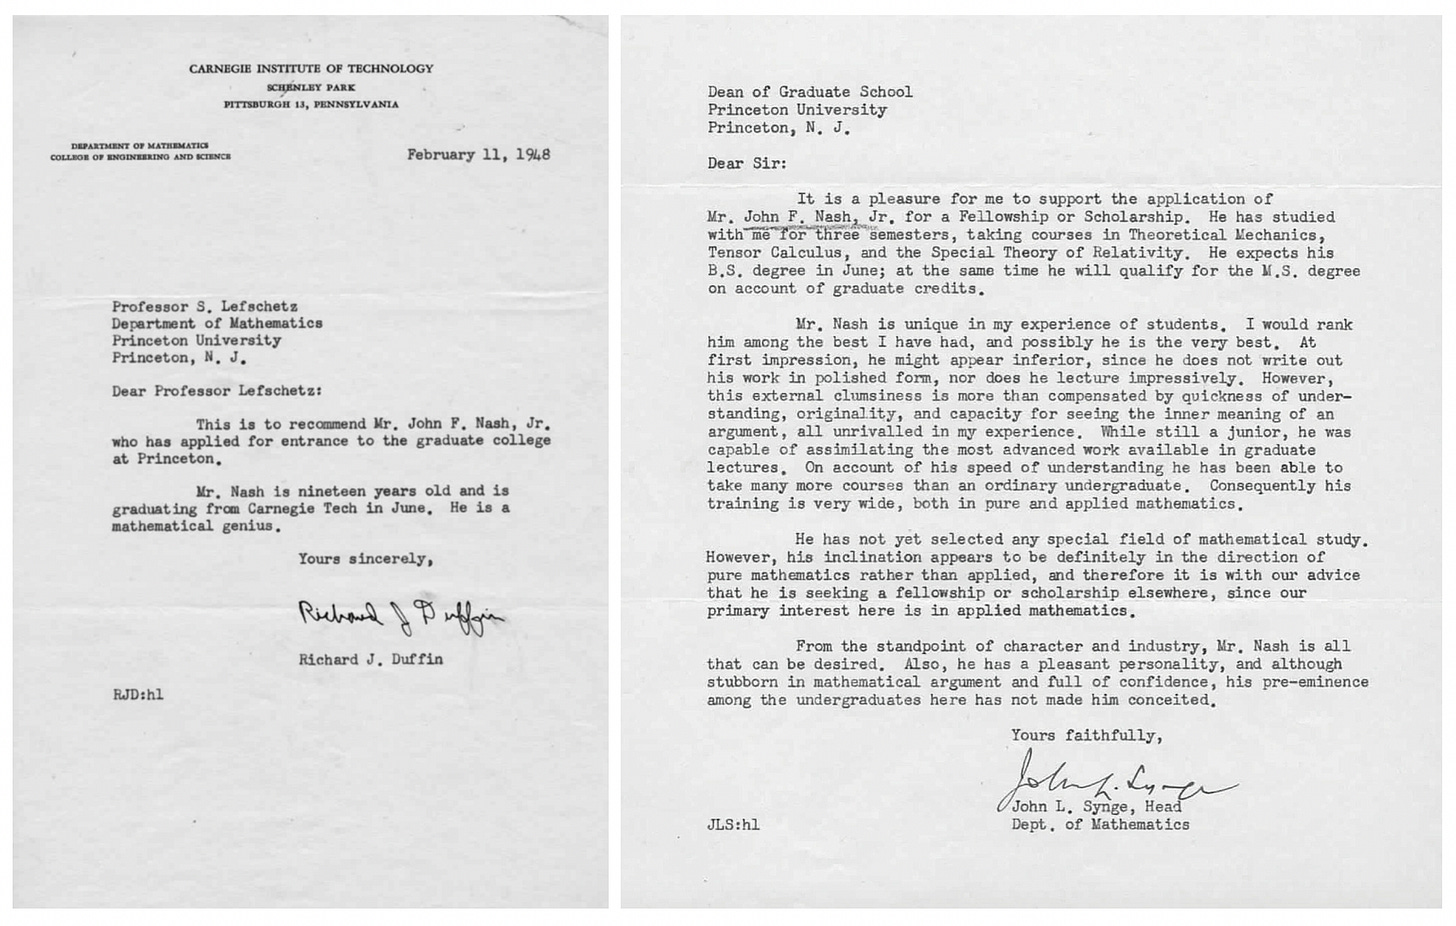 CARNEGIE INSTITUTE OF TECHNOLOGY
SCHENLEY PARK
PITTSBURGH 13, PENNSYLVANIA
DEPARTMENT OF MATHEMATICS
COLLEGE OF ENGINEERING AND SCIENCE
February 11, 1948
Professor S. Lefschetz
Department of Mathematics
Princeton University
Princeton, N. J.
Dear Professor Lefschetz:
This is to recommend Mr. John F. Nash, Jr.
who has applied for entrance to the graduate college
at Princeton.
Mr. Nash is nineteen years old and is
graduating from Carnegie Tech in June. He is a
mathematical genius.
Yours sincerely,
Richard J Duffin
Richard J. Duffin
RJD:hl
Dean of Graduate School
Princeton University
Princeton, N. J.
Dear Sir:
It is a pleasure for me to support the application of
Mr. John F. Nash, Jr. for a Fellowship or Scholarship. He has studied
with me for three semesters, taking courses in Theoretical Mechanics,
Tensor Calculus, and the Special Theory of Relativity. He expects his
B.S. degree in June; at the same time he will qualify for the M.S. degree
on account of graduate credits.
Mr. Nash is unique in my experience of students. I would rank
him among the best I have had, and possibly he is the very best. At
first impression, he might appear inferior, since he does not write out
his work in polished form, nor does he lecture impressively. However,
this external clumsiness is more than compensated by quickness of under-
standing, originality, and capacity for seeing the inner meaning of an
argument, all unrivalled in my experience. While still a junior, he was
capable of assimilating the most advanced work available in graduate
lectures. On account of his speed of understanding he has been able to
take many more courses than an ordinary undergraduate. Consequently his
training is very wide, both in pure and applied mathematics.
He has not yet selected any special field of mathematical study.
However, his inclination appears to be definitely in the direction of
pure mathematics rather than applied, and therefore it is with our advice
that he is seeking a fellowship or scholarship elsewhere, since our
primary interest here is in applied mathematics.
From the standpoint of character and industry, Mr. Nash is all
that can be desired. Also, he has a pleasant personality, and although
stubborn in mathematical argument and full of confidence, his pre-eminence
among the undergraduates here has not made him conceited.
Yours faithfully,
John L. Synge
John L. Synge, Head
Dept. of Mathematics
JLS:hl